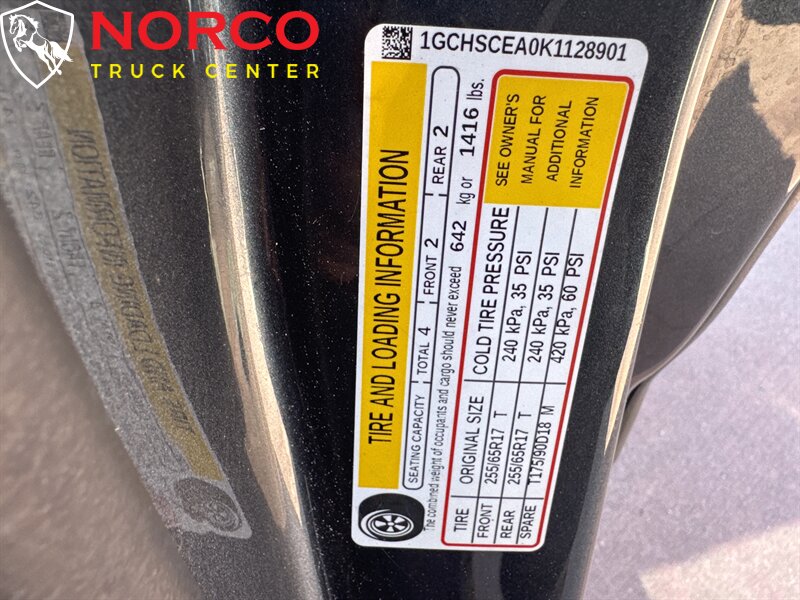 NORCO
TRUCK CENTER
1GCHSCEA0K1128901
TIRE AND LOADING INFORMATION
SEATING CAPACITY TOTAL 4 FRONT 2 REAR 2
The combined weight of occupants and cargo should never exceed 642 kg or 1416 lbs.
TIRE ORIGINAL SIZE COLD TIRE PRESSURE
FRONT 255/65R17 T 240 kPa, 35 PSI
REAR 255/65R17 T 240 kPa, 35 PSI
SPARE T175/90D18 M 420 kPa, 60 PSI
SEE OWNER'S
MANUAL FOR
ADDITIONAL
INFORMATION